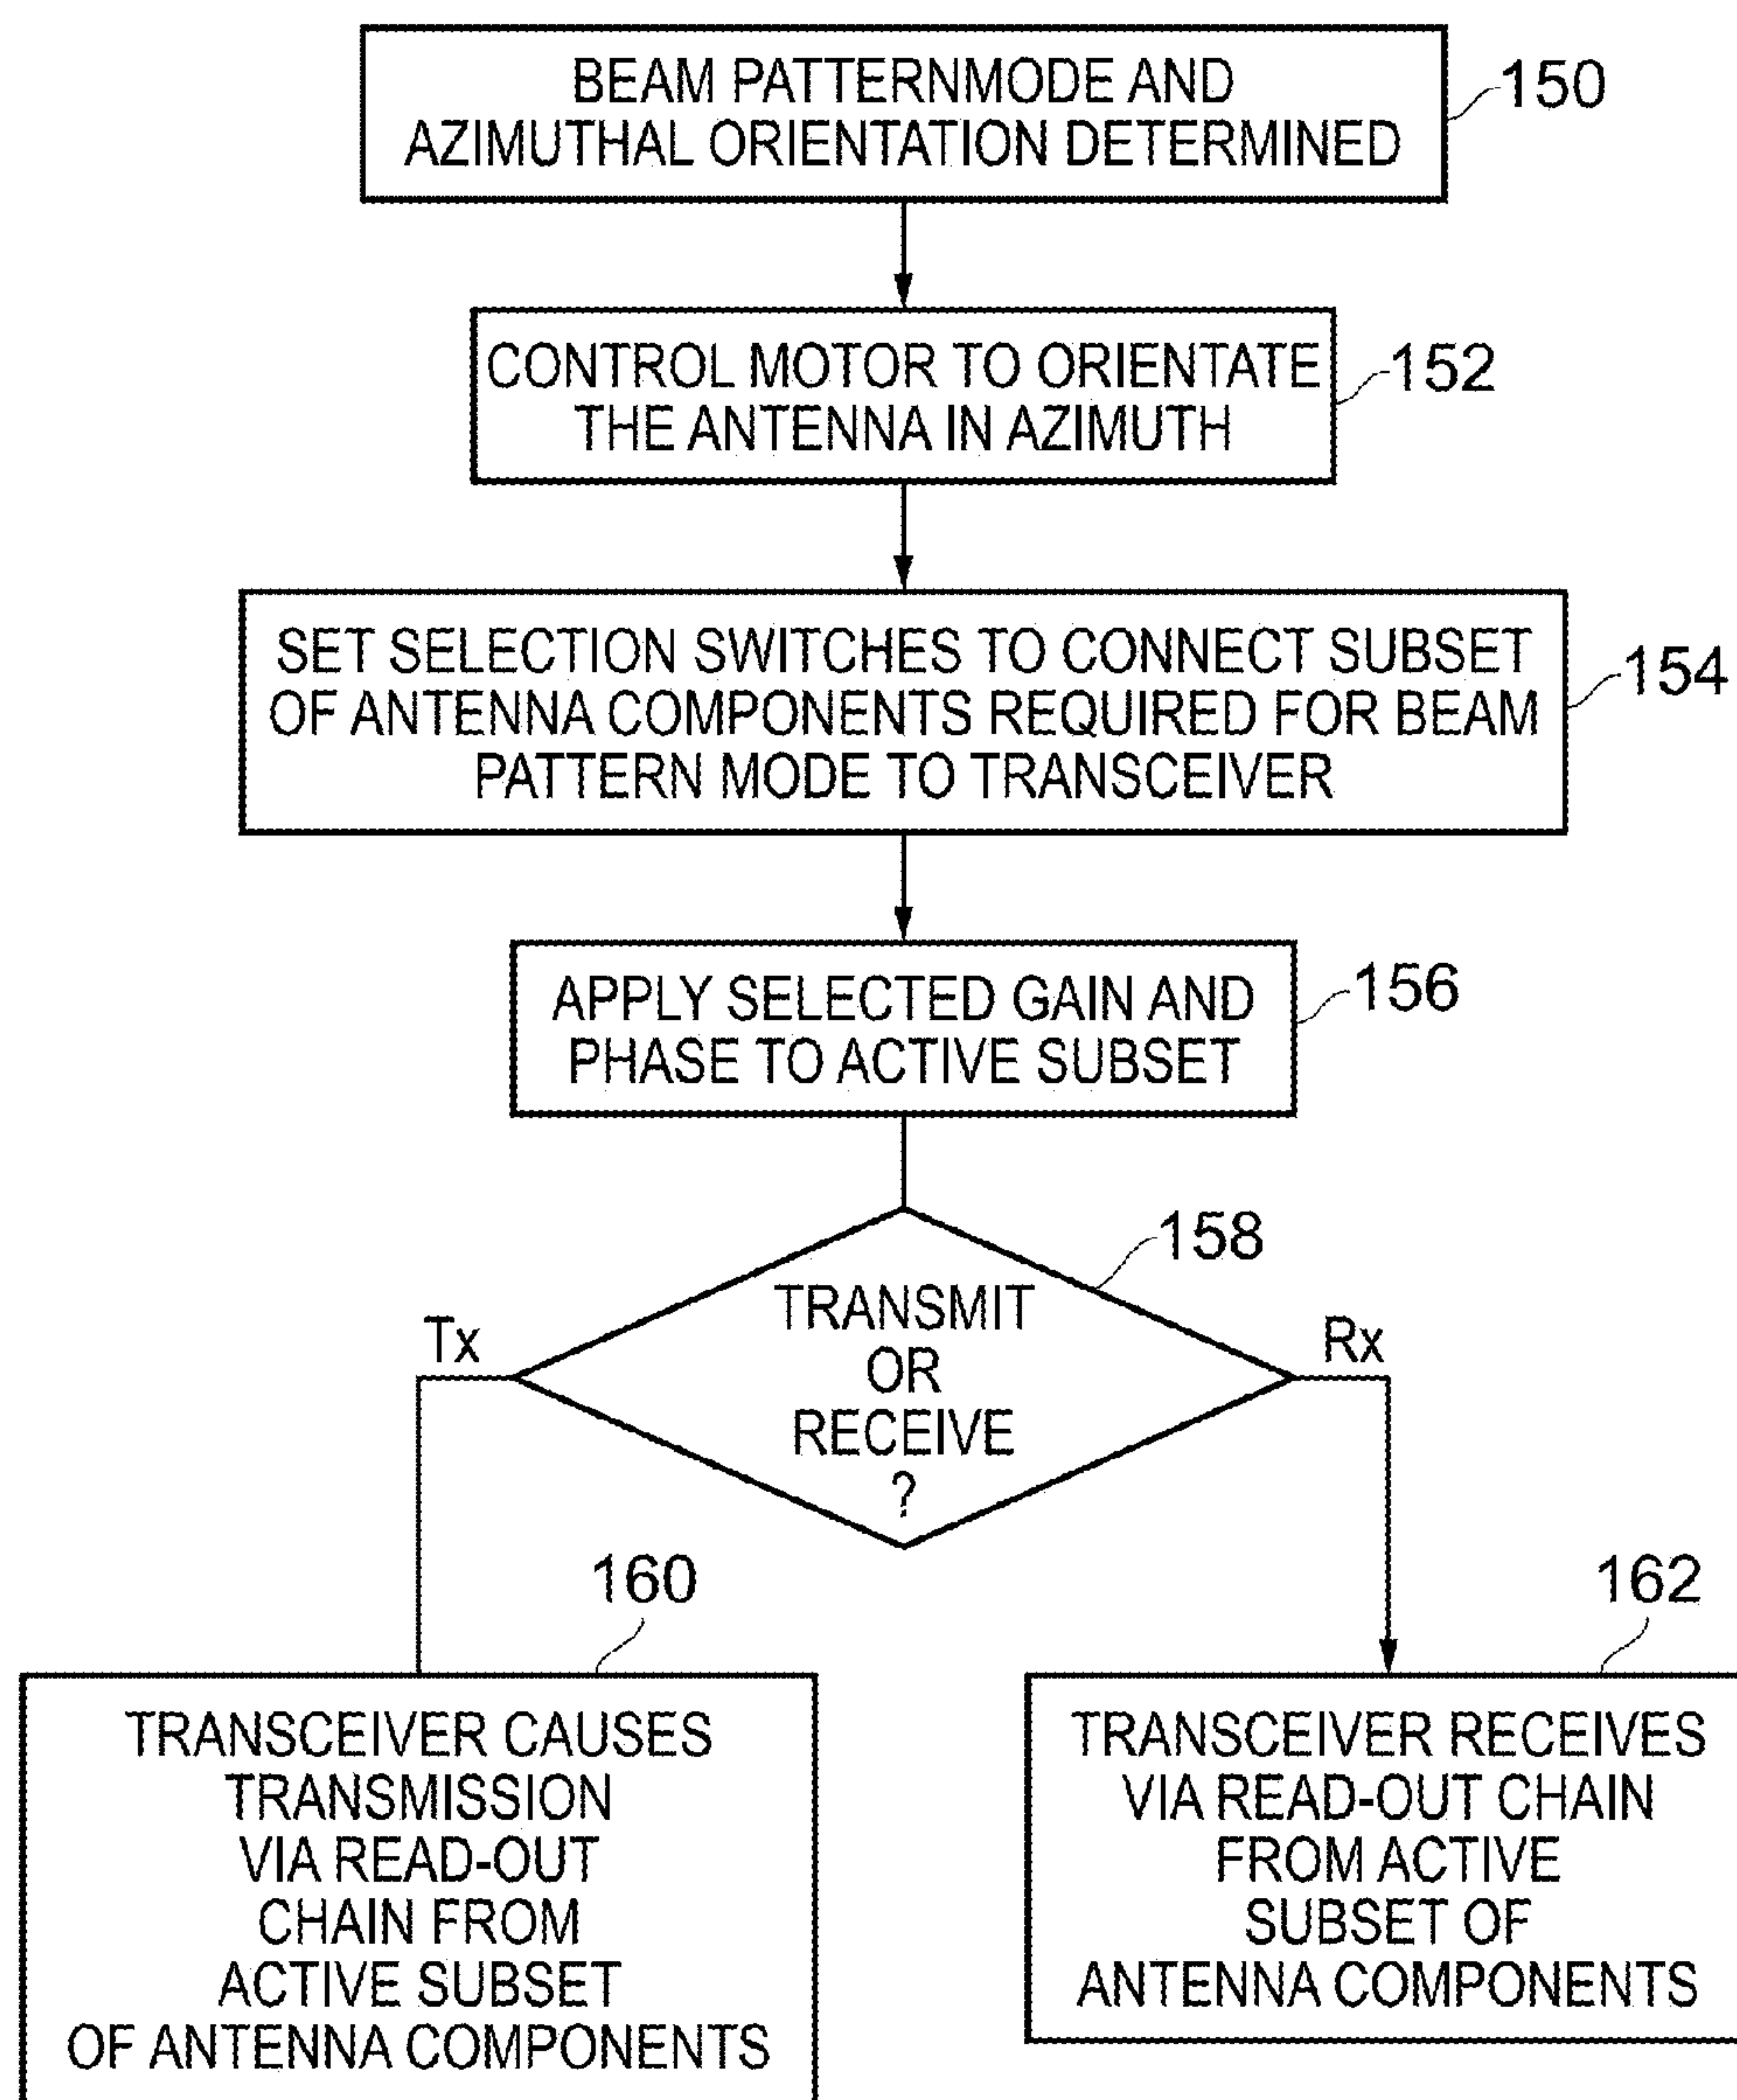 BEAM PATTERNMODE AND
AZIMUTHAL ORIENTATION DETERMINED
150
CONTROL MOTOR TO ORIENTATE
THE ANTENNA IN AZIMUTH
152
SET SELECTION SWITCHES TO CONNECT SUBSET
OF ANTENNA COMPONENTS REQUIRED FOR BEAM
PATTERN MODE TO TRANSCEIVER
154
APPLY SELECTED GAIN AND
PHASE TO ACTIVE SUBSET
156
158
TRANSMIT
OR
RECEIVE
?
Tx
Rx
160
TRANSCEIVER CAUSES
TRANSMISSION
VIA READ-OUT
CHAIN FROM
ACTIVE SUBSET
OF ANTENNA COMPONENTS
162
TRANSCEIVER RECEIVES
VIA READ-OUT CHAIN
FROM ACTIVE
SUBSET OF
ANTENNA COMPONENTS